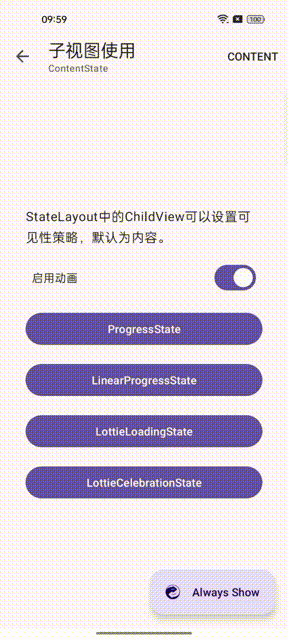 09:59
100
子视图使用
ContentState
CONTENT
StateLayout中的ChildView可以设置可
见性策略，默认为内容。
启用动画
ProgressState
LinearProgressState
LottieLoadingState
LottieCelebrationState
Always Show